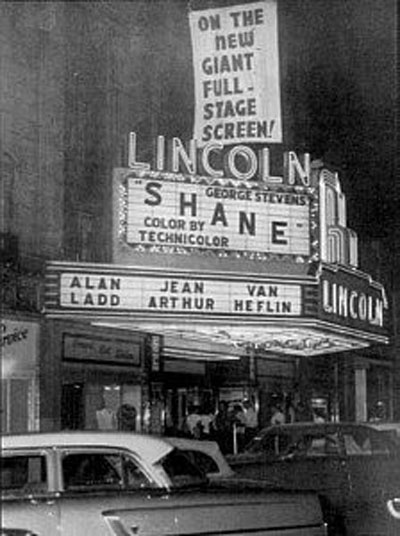 ON THE
NEW
GIANT
FULL-
STAGE
SCREEN!
LINCOLN
GEORGE STEVENS
"SHANE"
COLOR BY
TECHNICOLOR
ALAN JEAN VAN
LADD ARTHUR HEFLIN
LINCOLN